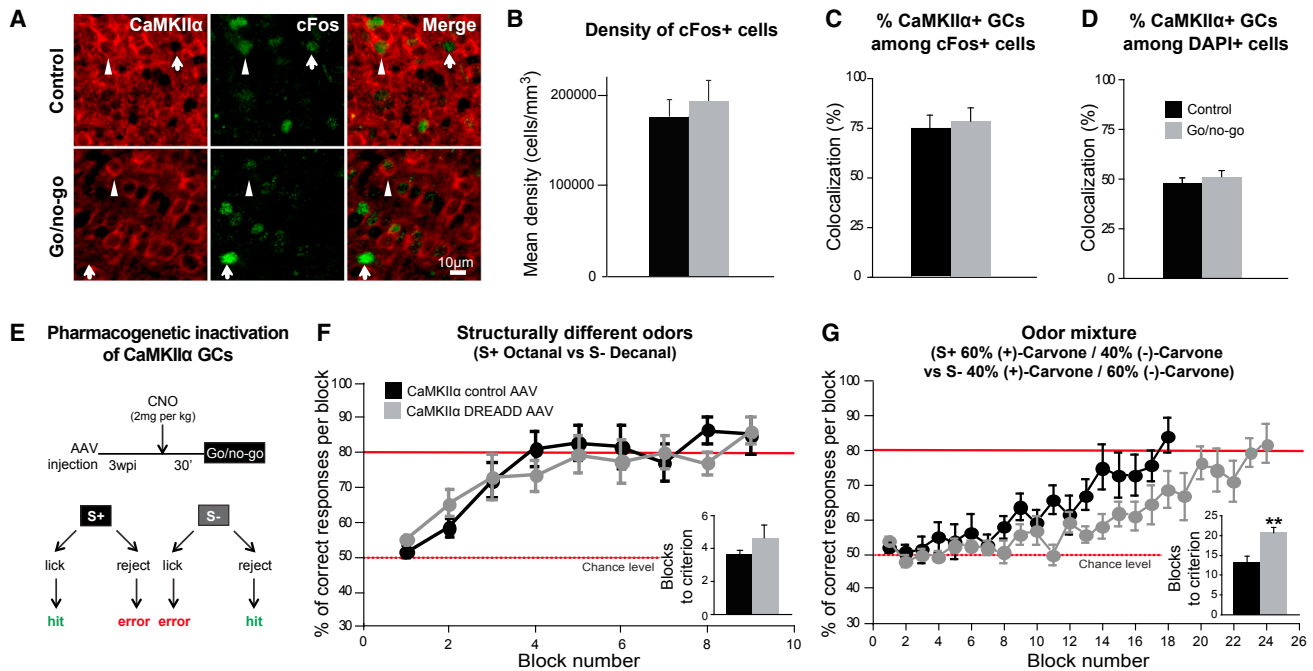 A
CaMKIIα
cFos
Merge
Control
Go/no-go
10µm
B
Density of cFos+ cells
Mean density (cells/mm³)
200000
100000
0
C
% CaMKIIα+ GCs
among cFos+ cells
Colocalization (%)
100
75
50
25
0
D
% CaMKIIα+ GCs
among DAPI+ cells
Colocalization (%)
100
75
50
25
0
Control
Go/no-go
E
Pharmacogenetic inactivation
of CaMKIIα GCs
CNO
(2mg per kg)
AAV
injection
3wpi
30'
Go/no-go
S+
S-
lick
reject
lick
reject
hit
error
error
hit
F
Structurally different odors
(S+ Octanal vs S- Decanal)
% of correct responses per block
100
90
80
70
60
50
40
30
CaMKIIα control AAV
CaMKIIα DREADD AAV
Chance level
Blocks
to criterion
6
4
2
0
0 2 4 6 8 10
Block number
G
Odor mixture
(S+ 60% (+)-Carvone / 40% (-)-Carvone
vs S- 40% (+)-Carvone / 60% (-)-Carvone)
% of correct responses per block
100
90
80
70
60
50
40
30
Chance level
Blocks
to criterion
25
20
15
10
5
0
**
0 2 4 6 8 10 12 14 16 18 20 22 24 26
Block number